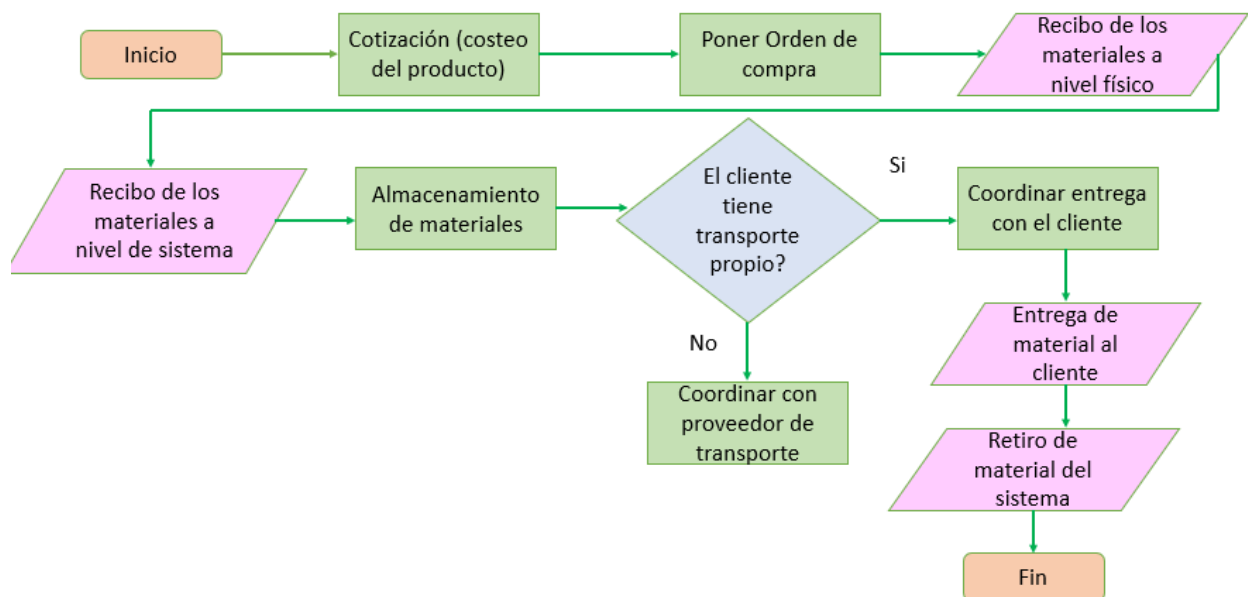 Inicio
Cotización (costeo
del producto)
Poner Orden de
compra
Recibo de los
materiales a
nivel físico
Recibo de los
materiales a
nivel de sistema
Almacenamiento
de materiales
El cliente
tiene
transporte
propio?
Si
Coordinar entrega
con el cliente
No
Coordinar con
proveedor de
transporte
Entrega de
material al
cliente
Retiro de
material del
sistema
Fin